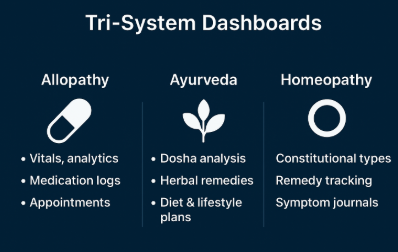 Tri-System Dashboards
Allopathy
• Vitals, analytics
• Medication logs
• Appointments
Ayurveda
• Dosha analysis
• Herbal remedies
• Diet & lifestyle
plans
Homeopathy
Constitutional types
Remedy tracking
Symptom journals